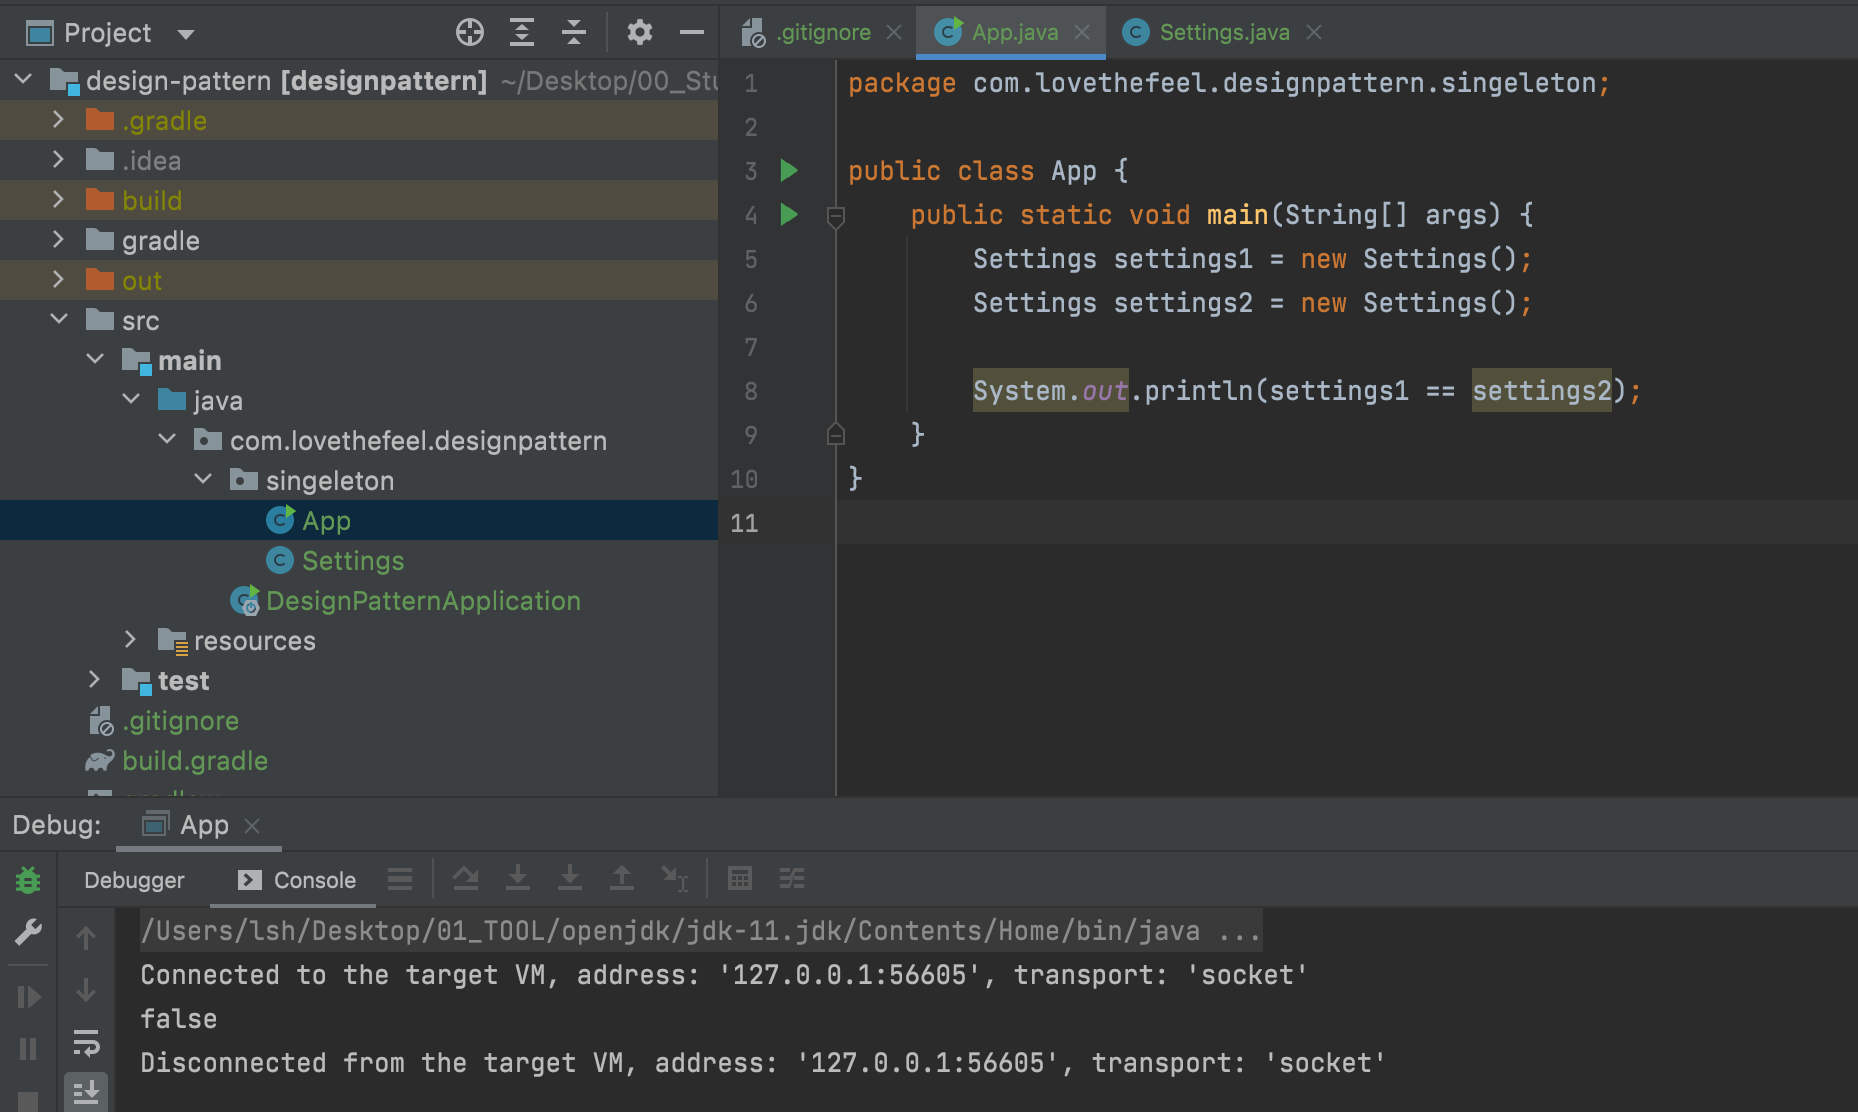 Project
design-pattern [designpattern] ~/Desktop/00_Stu
.gradle
.idea
build
gradle
out
src
main
java
com.lovethefeel.designpattern
singeleton
App
Settings
DesignPatternApplication
resources
test
.gitignore
build.gradle
.gitignore
App.java
Settings.java
1 package com.lovethefeel.designpattern.singeleton;
2
3 public class App {
4 public static void main(String[] args) {
5 Settings settings1 = new Settings();
6 Settings settings2 = new Settings();
7
8 System.out.println(settings1 == settings2);
9 }
10 }
11
Debug: App
Debugger Console
/Users/lsh/Desktop/01_TOOL/openjdk/jdk-11.jdk/Contents/Home/bin/java ...
Connected to the target VM, address: '127.0.0.1:56605', transport: 'socket'
false
Disconnected from the target VM, address: '127.0.0.1:56605', transport: 'socket'